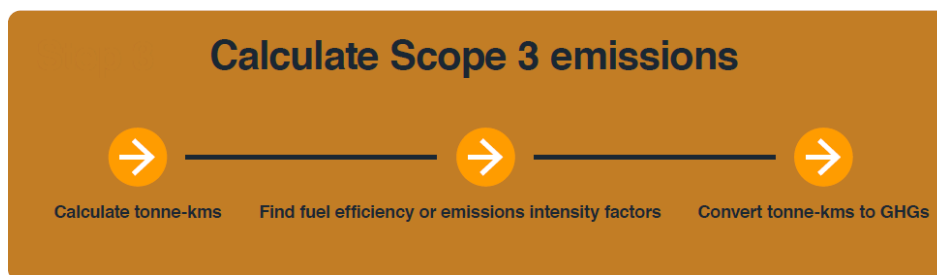 Calculate Scope 3 emissions
Calculate tonne-kms
Find fuel efficiency or emissions intensity factors
Convert tonne-kms to GHGs